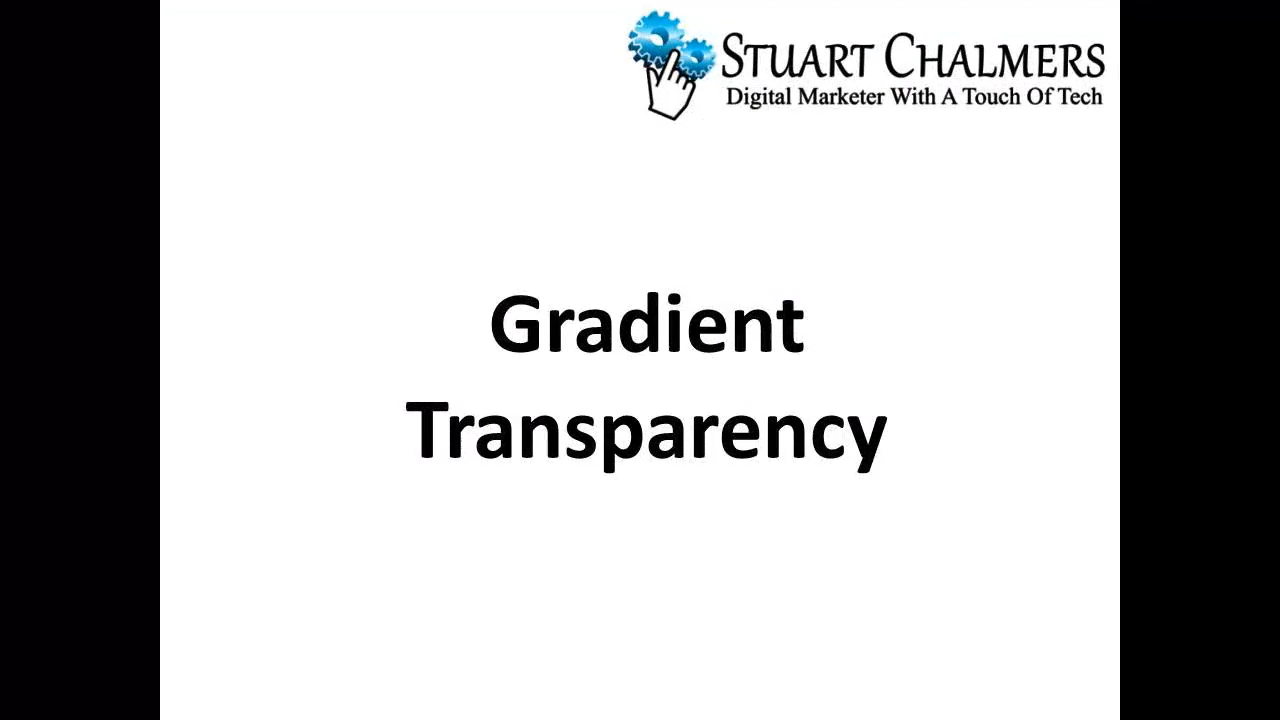 STUART CHALMERS
Digital Marketer With A Touch Of Tech
Gradient
Transparency